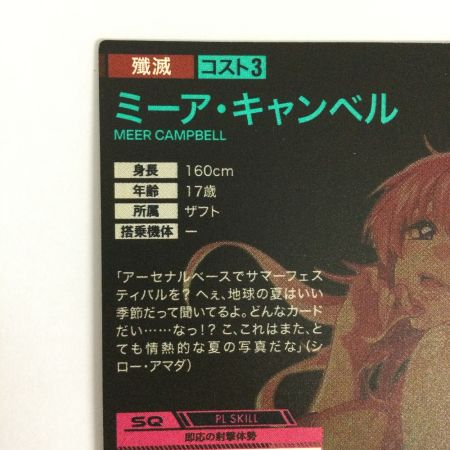 殲滅 コスト3
ミーア・キャンベル
MEER CAMPBELL
身長 160cm
年齢 17歳
所属 ザフト
搭乗機体 ー
「アーセナルベースでサマーフェス
ティバルを? へぇ、地球の夏はいい
季節だって聞いてるよ。どんなカード
だい……なっ!? こ、これはまた、と
ても情熱的な夏の写真だな」(シ
ロー・アマダ)
SQ PL SKILL
即応の射撃体勢